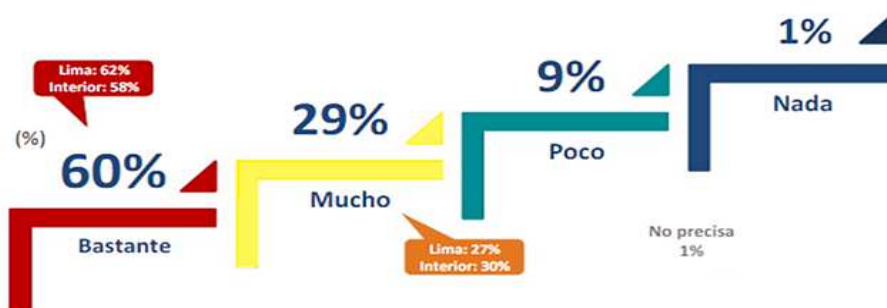 Lima: 62%
Interior: 58%
(%)
60%
Bastante
29%
Mucho
Lima: 27%
Interior: 30%
9%
Poco
1%
Nada
No precisa
1%